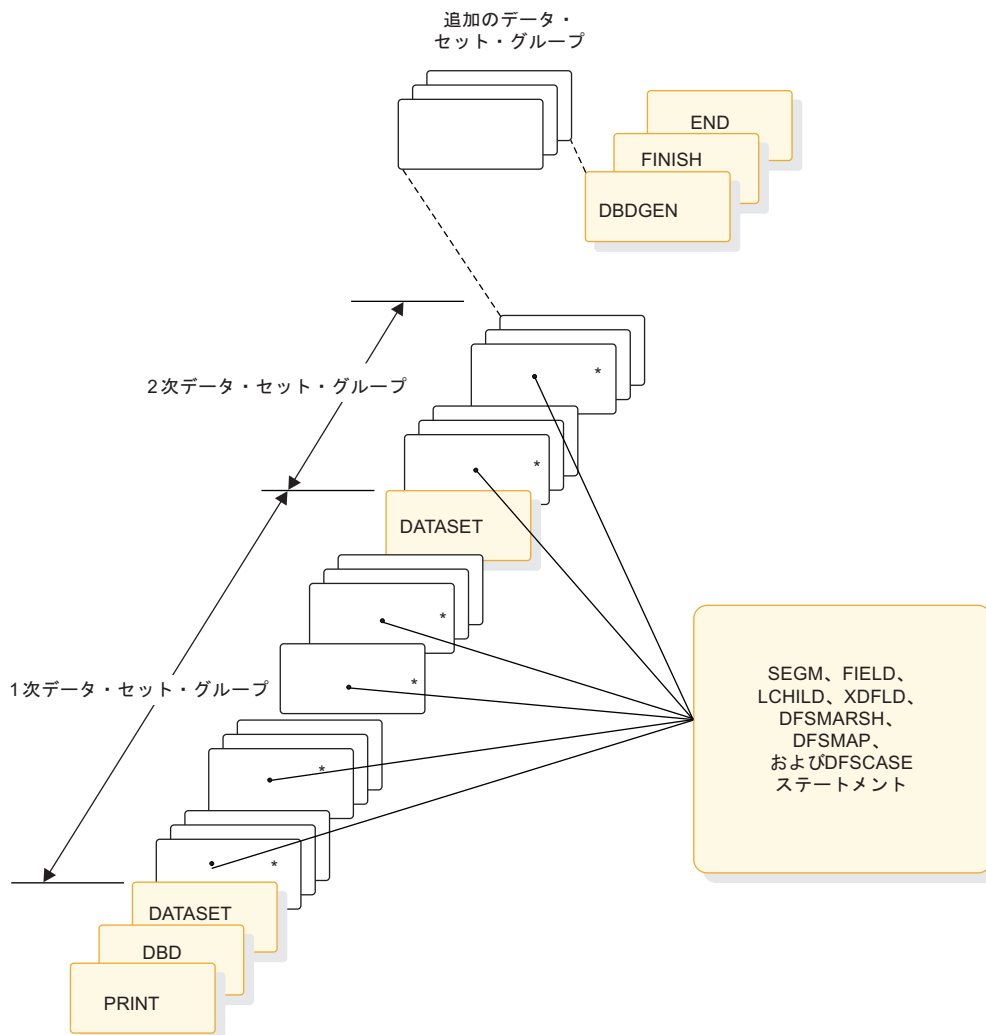 追加のデータ・
セット・グループ
END
FINISH
DBDGEN
2次データ・セット・グループ
*
*
DATASET
*
*
1次データ・セット・グループ
SEGM、FIELD、
LCHILD、XDFLD、
DFSMARSH、
DFSMAP、
およびDFSCASE
ステートメント
*
*
DATASET
DBD
PRINT